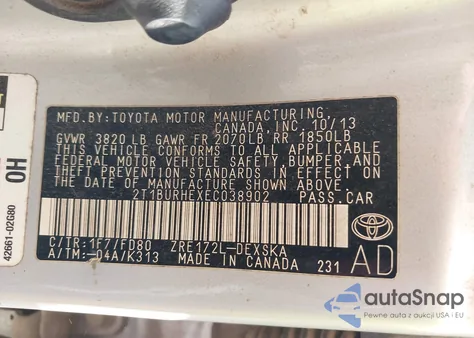 MFD.BY:TOYOTA MOTOR MANUFACTURING
CANADA,INC. 10/13
GVWR 3820 LB GAWR FR 2070LB RR 1850LB
THIS VEHICLE CONFORMS TO ALL APPLICABLE
FEDERAL MOTOR VEHICLE SAFETY, BUMPER,AND
THEFT PREVENTION STANDARDS IN EFFECT ON
THE DATE OF MANUFACTURE SHOWN ABOVE.
2T1BURHEXEC038902 PASS.CAR
C/TR:1F7/FD80 ZRE172L-DEXSKA
A/TM:-04A/K313 MADE IN CANADA 231
AD
TOYOTA
42661-02G80
OH
autoSnap
Pewne auta z aukcji USA i EU